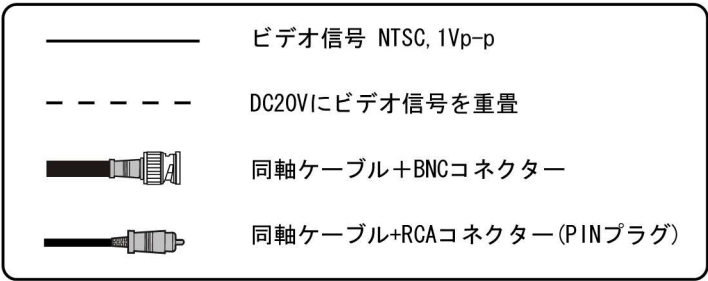 ビデオ信号 NTSC,1Vp-p
DC20Vにビデオ信号を重畳
同軸ケーブル＋BNCコネクター
同軸ケーブル+RCAコネクター(PINプラグ)